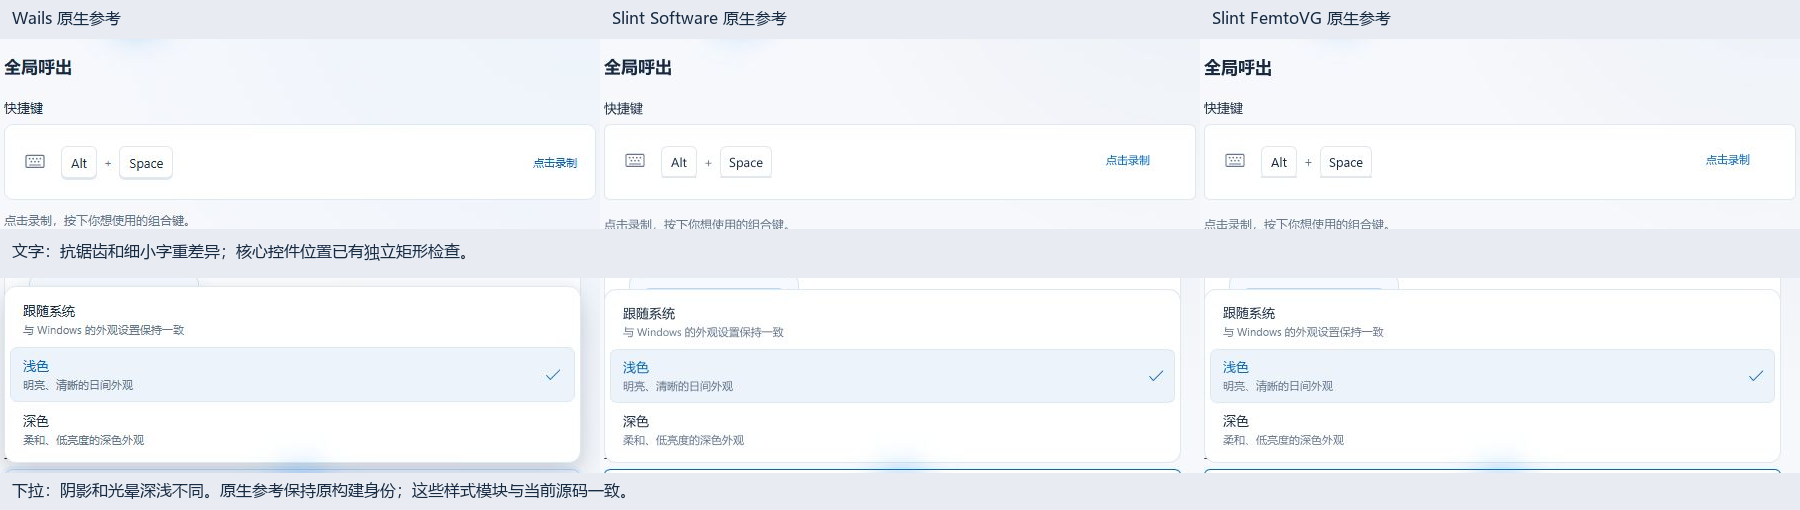 Wails 原生参考
Slint Software 原生参考
Slint FemtoVG 原生参考
全局呼出
全局呼出
全局呼出
快捷键
快捷键
快捷键
Alt + Space 点击录制
Alt + Space 点击录制
Alt + Space 点击录制
点击录制，按下你想使用的组合键。
点击录制，按下你想使用的组合键。
点击录制，按下你想使用的组合键。
文字：抗锯齿和细小字重差异；核心控件位置已有独立矩形检查。
跟随系统
与 Windows 的外观设置保持一致
浅色
明亮、清晰的日间外观
深色
柔和、低亮度的深色外观
跟随系统
与 Windows 的外观设置保持一致
浅色
明亮、清晰的日间外观
深色
柔和、低亮度的深色外观
跟随系统
与 Windows 的外观设置保持一致
浅色
明亮、清晰的日间外观
深色
柔和、低亮度的深色外观
下拉：阴影和光晕深浅不同。原生参考保持原构建身份；这些样式模块与当前源码一致。